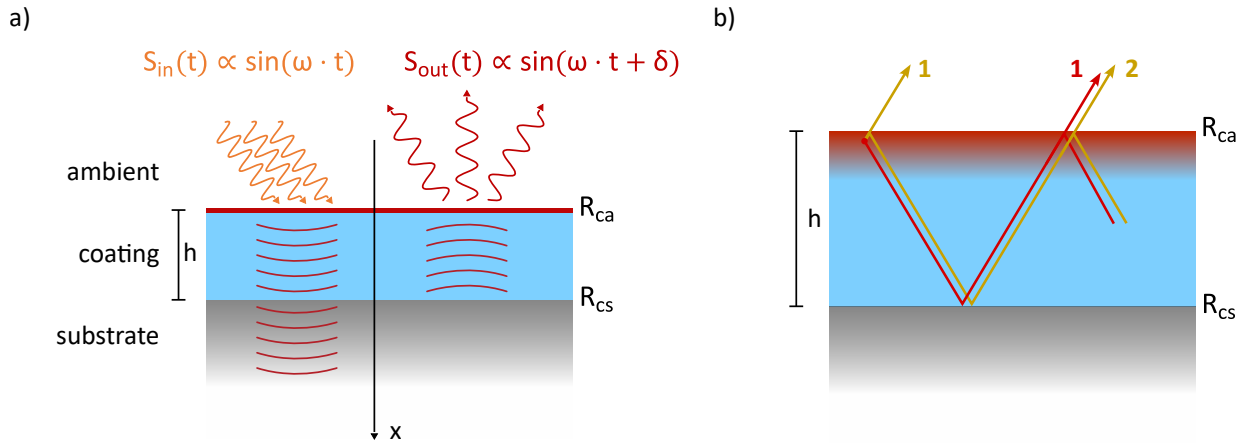 a)
b)
S_in(t) ∝ sin(ω · t)
S_out(t) ∝ sin(ω · t + δ)
1
1
2
ambient
R_ca
coating
h
R_cs
substrate
x
R_ca
h
R_cs